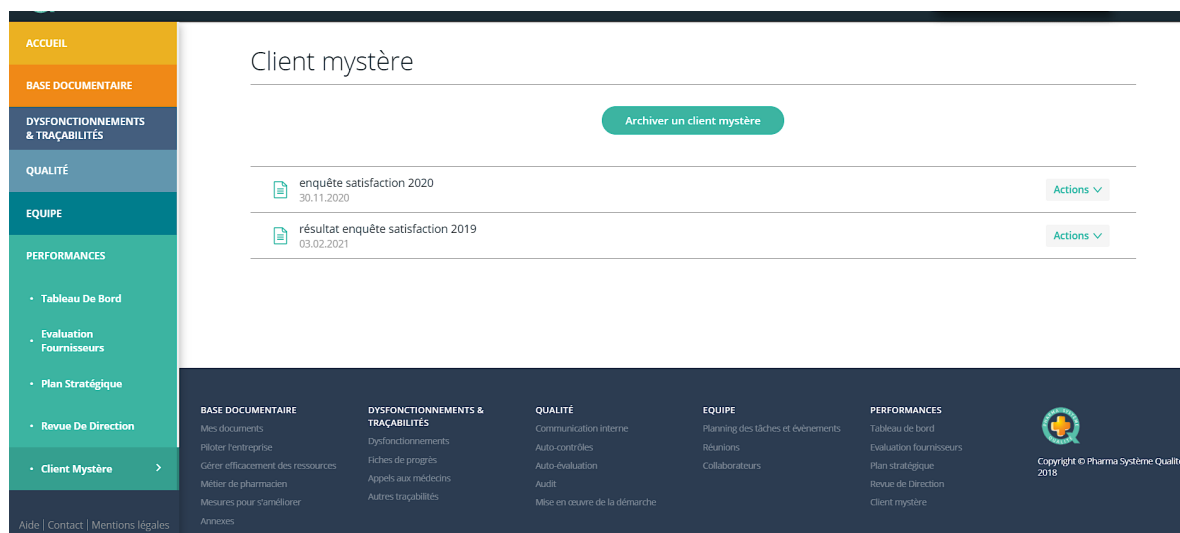 ACCUEIL
BASE DOCUMENTAIRE
DYSFONCTIONNEMENTS
& TRAÇABILITÉS
QUALITÉ
EQUIPE
PERFORMANCES
• Tableau De Bord
• Evaluation
Fournisseurs
• Plan Stratégique
• Revue De Direction
• Client Mystère
Aide | Contact | Mentions légales
Client mystère
Archiver un client mystère
enquête satisfaction 2020
30.11.2020
Actions
résultat enquête satisfaction 2019
03.02.2021
Actions
BASE DOCUMENTAIRE
Mes documents
Piloter l'entreprise
Gérer efficacement des ressources
Métier de pharmacien
Mesures pour s'améliorer
Annexes
DYSFONCTIONNEMENTS &
TRAÇABILITÉS
Dysfonctionnements
Fiches de progrès
Appels aux médecins
Autres traçabilités
QUALITÉ
Communication interne
Auto-contrôles
Auto-évaluation
Audit
Mise en œuvre de la démarche
EQUIPE
Planning des tâches et évènements
Réunions
Collaborateurs
PERFORMANCES
Tableau de bord
Evaluation fournisseurs
Plan stratégique
Revue de Direction
Client mystère
Copyright © Pharma Système Qualité
2018